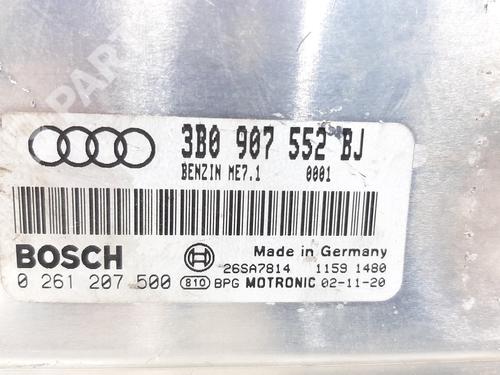 3B0 907 552 BJ
BENZIN ME7.1 0001
BOSCH
Made in Germany
26SA7814 1159 1480
0 261 207 500 810 BPG MOTRONIC 02-11-20